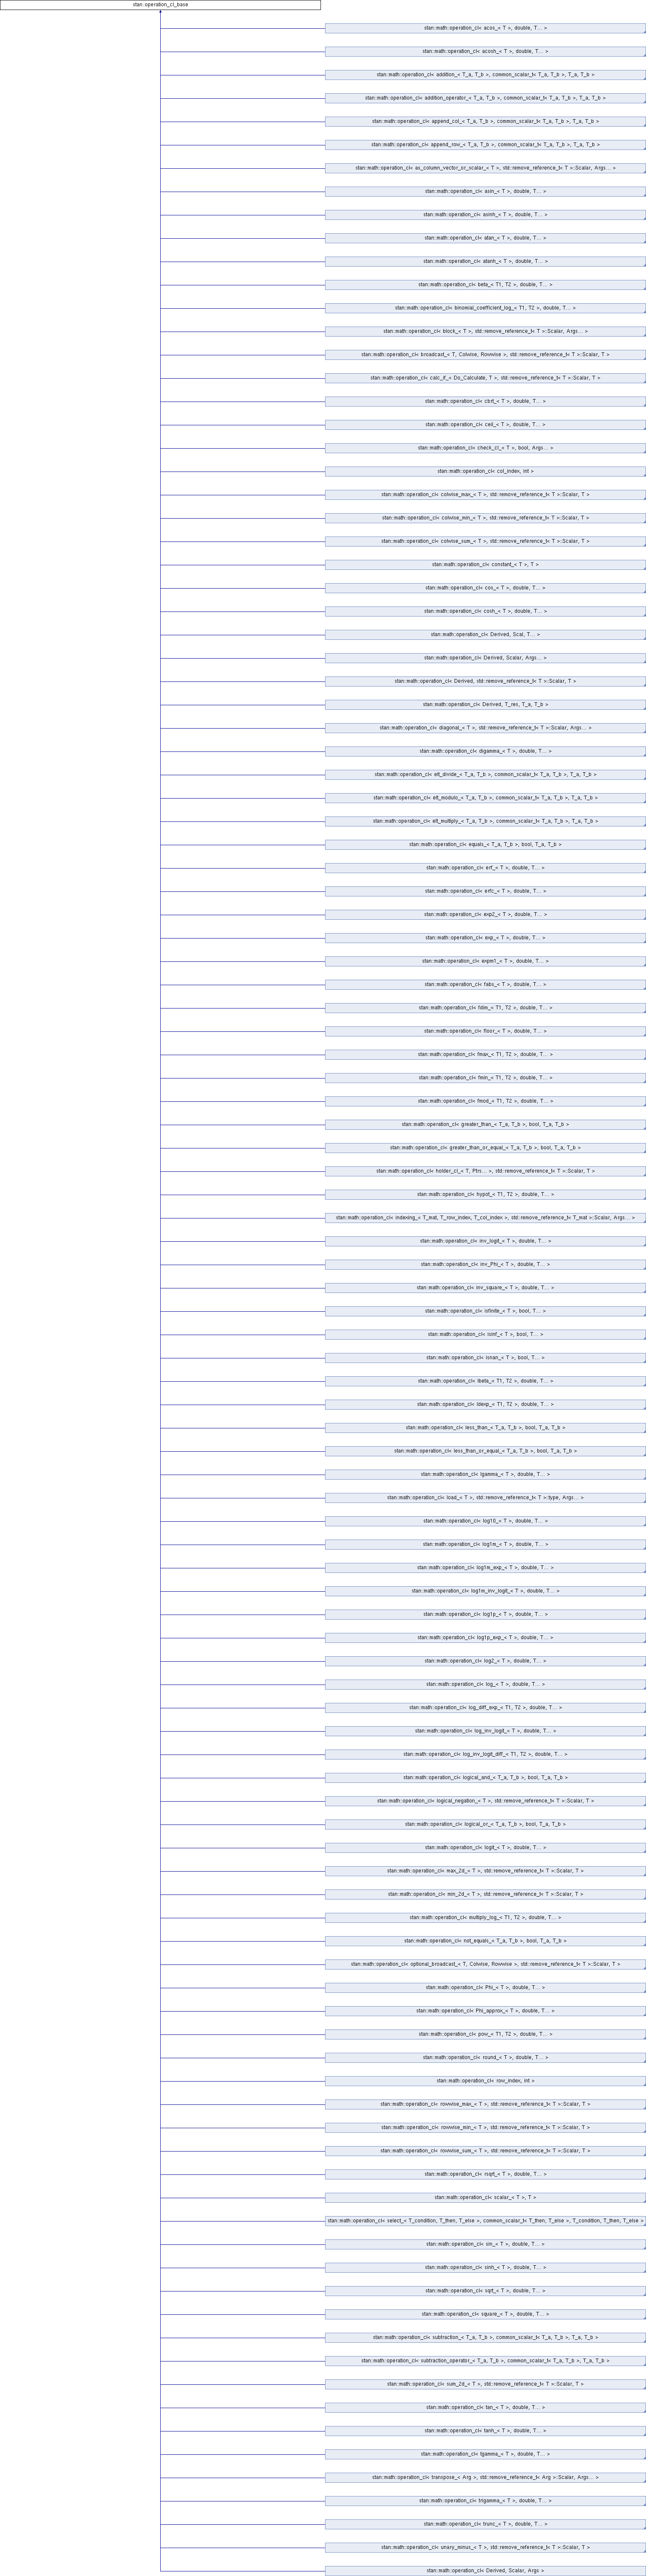 stan::operation_cl_base
stan::math::operation_cl< acos_< T >, double, T... >
stan::math::operation_cl< acosh_< T >, double, T... >
stan::math::operation_cl< addition_< T_a, T_b >, common_scalar_t< T_a, T_b >, T_a, T_b >
stan::math::operation_cl< addition_operator_< T_a, T_b >, common_scalar_t< T_a, T_b >, T_a, T_b >
stan::math::operation_cl< append_col_< T_a, T_b >, common_scalar_t< T_a, T_b >, T_a, T_b >
stan::math::operation_cl< append_row_< T_a, T_b >, common_scalar_t< T_a, T_b >, T_a, T_b >
stan::math::operation_cl< as_column_vector_or_scalar_< T >, std::remove_reference_t< T >::Scalar, Args... >
stan::math::operation_cl< asin_< T >, double, T... >
stan::math::operation_cl< asinh_< T >, double, T... >
stan::math::operation_cl< atan_< T >, double, T... >
stan::math::operation_cl< atanh_< T >, double, T... >
stan::math::operation_cl< beta_< T1, T2 >, double, T... >
stan::math::operation_cl< binomial_coefficient_log_< T1, T2 >, double, T... >
stan::math::operation_cl< block_< T >, std::remove_reference_t< T >::Scalar, Args... >
stan::math::operation_cl< broadcast_< T, Colwise, Rowwise >, std::remove_reference_t< T >::Scalar, T >
stan::math::operation_cl< calc_if_< Do_Calculate, T >, std::remove_reference_t< T >::Scalar, T >
stan::math::operation_cl< cbrt_< T >, double, T... >
stan::math::operation_cl< ceil_< T >, double, T... >
stan::math::operation_cl< check_cl_< T >, bool, Args... >
stan::math::operation_cl< col_index, int >
stan::math::operation_cl< colwise_max_< T >, std::remove_reference_t< T >::Scalar, T >
stan::math::operation_cl< colwise_min_< T >, std::remove_reference_t< T >::Scalar, T >
stan::math::operation_cl< colwise_sum_< T >, std::remove_reference_t< T >::Scalar, T >
stan::math::operation_cl< constant_< T >, T >
stan::math::operation_cl< cos_< T >, double, T... >
stan::math::operation_cl< cosh_< T >, double, T... >
stan::math::operation_cl< Derived, Scal, T... >
stan::math::operation_cl< Derived, Scalar, Args... >
stan::math::operation_cl< Derived, std::remove_reference_t< T >::Scalar, T >
stan::math::operation_cl< Derived, T_res, T_a, T_b >
stan::math::operation_cl< diagonal_< T >, std::remove_reference_t< T >::Scalar, Args... >
stan::math::operation_cl< digamma_< T >, double, T... >
stan::math::operation_cl< elt_divide_< T_a, T_b >, common_scalar_t< T_a, T_b >, T_a, T_b >
stan::math::operation_cl< elt_modulo_< T_a, T_b >, common_scalar_t< T_a, T_b >, T_a, T_b >
stan::math::operation_cl< elt_multiply_< T_a, T_b >, common_scalar_t< T_a, T_b >, T_a, T_b >
stan::math::operation_cl< equals_< T_a, T_b >, bool, T_a, T_b >
stan::math::operation_cl< erf_< T >, double, T... >
stan::math::operation_cl< erfc_< T >, double, T... >
stan::math::operation_cl< exp2_< T >, double, T... >
stan::math::operation_cl< exp_< T >, double, T... >
stan::math::operation_cl< expm1_< T >, double, T... >
stan::math::operation_cl< fabs_< T >, double, T... >
stan::math::operation_cl< fdim_< T1, T2 >, double, T... >
stan::math::operation_cl< floor_< T >, double, T... >
stan::math::operation_cl< fmax_< T1, T2 >, double, T... >
stan::math::operation_cl< fmin_< T1, T2 >, double, T... >
stan::math::operation_cl< fmod_< T1, T2 >, double, T... >
stan::math::operation_cl< greater_than_< T_a, T_b >, bool, T_a, T_b >
stan::math::operation_cl< greater_than_or_equal_< T_a, T_b >, bool, T_a, T_b >
stan::math::operation_cl< holder_cl_< T, Ptrs... >, std::remove_reference_t< T >::Scalar, T >
stan::math::operation_cl< hypot_< T1, T2 >, double, T... >
stan::math::operation_cl< indexing_< T_mat, T_row_index, T_col_index >, std::remove_reference_t< T_mat >::Scalar, Args... >
stan::math::operation_cl< inv_logit_< T >, double, T... >
stan::math::operation_cl< inv_Phi_< T >, double, T... >
stan::math::operation_cl< inv_square_< T >, double, T... >
stan::math::operation_cl< isfinite_< T >, bool, T... >
stan::math::operation_cl< isinf_< T >, bool, T... >
stan::math::operation_cl< isnan_< T >, bool, T... >
stan::math::operation_cl< lbeta_< T1, T2 >, double, T... >
stan::math::operation_cl< ldexp_< T1, T2 >, double, T... >
stan::math::operation_cl< less_than_< T_a, T_b >, bool, T_a, T_b >
stan::math::operation_cl< less_than_or_equal_< T_a, T_b >, bool, T_a, T_b >
stan::math::operation_cl< lgamma_< T >, double, T... >
stan::math::operation_cl< load_< T >, std::remove_reference_t< T >::type, Args... >
stan::math::operation_cl< log10_< T >, double, T... >
stan::math::operation_cl< log1m_< T >, double, T... >
stan::math::operation_cl< log1m_exp_< T >, double, T... >
stan::math::operation_cl< log1m_inv_logit_< T >, double, T... >
stan::math::operation_cl< log1p_< T >, double, T... >
stan::math::operation_cl< log1p_exp_< T >, double, T... >
stan::math::operation_cl< log2_< T >, double, T... >
stan::math::operation_cl< log_< T >, double, T... >
stan::math::operation_cl< log_diff_exp_< T1, T2 >, double, T... >
stan::math::operation_cl< log_inv_logit_< T >, double, T... >
stan::math::operation_cl< log_inv_logit_diff_< T1, T2 >, double, T... >
stan::math::operation_cl< logical_and_< T_a, T_b >, bool, T_a, T_b >
stan::math::operation_cl< logical_negation_< T >, std::remove_reference_t< T >::Scalar, T >
stan::math::operation_cl< logical_or_< T_a, T_b >, bool, T_a, T_b >
stan::math::operation_cl< logit_< T >, double, T... >
stan::math::operation_cl< max_2d_< T >, std::remove_reference_t< T >::Scalar, T >
stan::math::operation_cl< min_2d_< T >, std::remove_reference_t< T >::Scalar, T >
stan::math::operation_cl< multiply_log_< T1, T2 >, double, T... >
stan::math::operation_cl< not_equals_< T_a, T_b >, bool, T_a, T_b >
stan::math::operation_cl< optional_broadcast_< T, Colwise, Rowwise >, std::remove_reference_t< T >::Scalar, T >
stan::math::operation_cl< Phi_< T >, double, T... >
stan::math::operation_cl< Phi_approx_< T >, double, T... >
stan::math::operation_cl< pow_< T1, T2 >, double, T... >
stan::math::operation_cl< round_< T >, double, T... >
stan::math::operation_cl< row_index, int >
stan::math::operation_cl< rowwise_max_< T >, std::remove_reference_t< T >::Scalar, T >
stan::math::operation_cl< rowwise_min_< T >, std::remove_reference_t< T >::Scalar, T >
stan::math::operation_cl< rowwise_sum_< T >, std::remove_reference_t< T >::Scalar, T >
stan::math::operation_cl< rsqrt_< T >, double, T... >
stan::math::operation_cl< scalar_< T >, T >
stan::math::operation_cl< select_< T_condition, T_then, T_else >, common_scalar_t< T_then, T_else >, T_condition, T_then, T_else >
stan::math::operation_cl< sin_< T >, double, T... >
stan::math::operation_cl< sinh_< T >, double, T... >
stan::math::operation_cl< sqrt_< T >, double, T... >
stan::math::operation_cl< square_< T >, double, T... >
stan::math::operation_cl< subtraction_< T_a, T_b >, common_scalar_t< T_a, T_b >, T_a, T_b >
stan::math::operation_cl< subtraction_operator_< T_a, T_b >, common_scalar_t< T_a, T_b >, T_a, T_b >
stan::math::operation_cl< sum_2d_< T >, std::remove_reference_t< T >::Scalar, T >
stan::math::operation_cl< tan_< T >, double, T... >
stan::math::operation_cl< tanh_< T >, double, T... >
stan::math::operation_cl< tgamma_< T >, double, T... >
stan::math::operation_cl< transpose_< Arg >, std::remove_reference_t< Arg >::Scalar, Args... >
stan::math::operation_cl< trigamma_< T >, double, T... >
stan::math::operation_cl< trunc_< T >, double, T... >
stan::math::operation_cl< unary_minus_< T >, std::remove_reference_t< T >::Scalar, T >
stan::math::operation_cl< Derived, Scalar, Args >